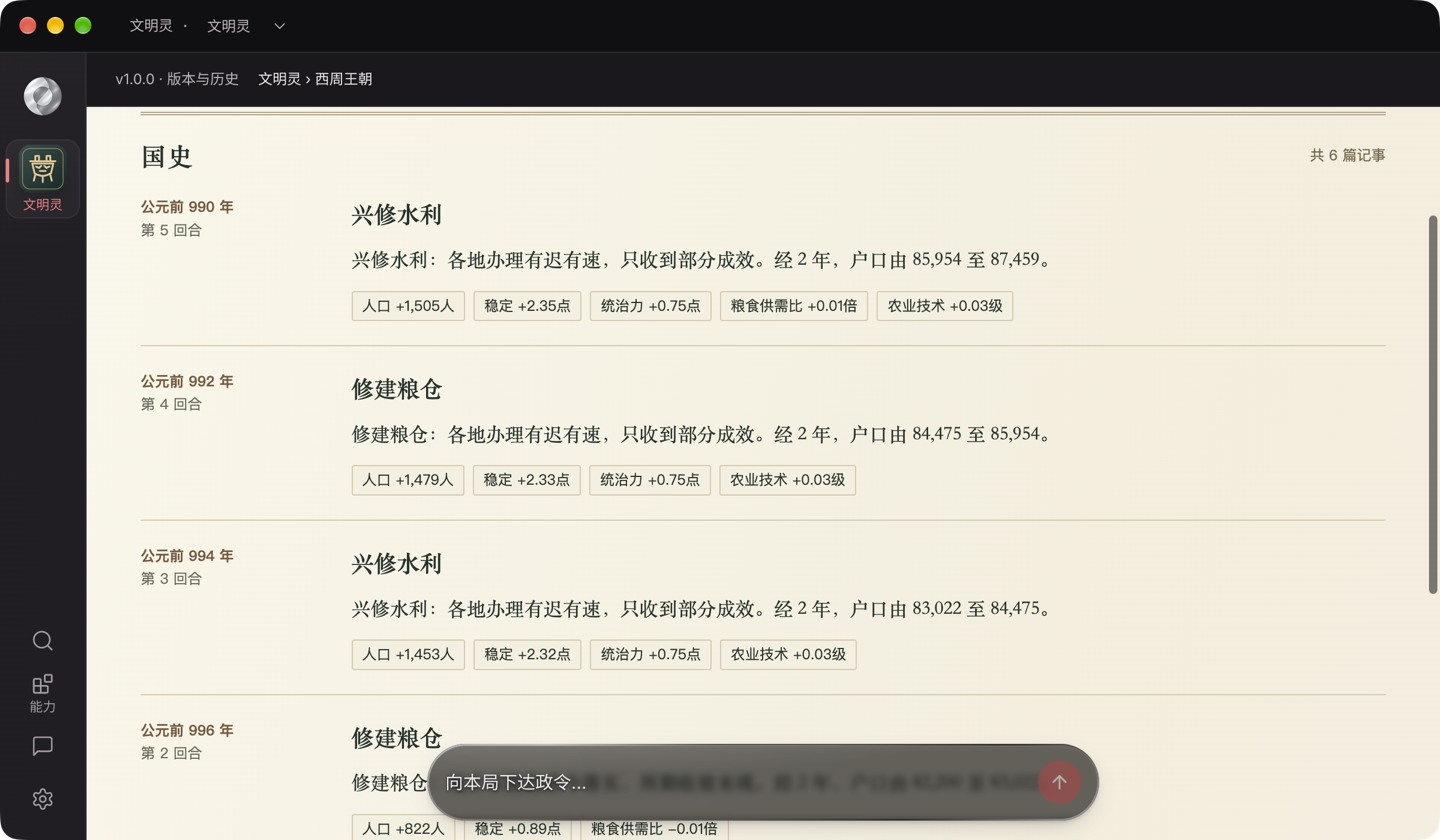 文明灵 · 文明灵
v1.0.0 · 版本与历史 文明灵 › 西周王朝
文明灵
能力
国史
共 6 篇记事
公元前 990 年
第 5 回合
兴修水利
兴修水利：各地办理有迟有速，只收到部分成效。经 2 年，户口由 85,954 至 87,459。
人口 +1,505人 稳定 +2.35点 统治力 +0.75点 粮食供需比 +0.01倍 农业技术 +0.03级
公元前 992 年
第 4 回合
修建粮仓
修建粮仓：各地办理有迟有速，只收到部分成效。经 2 年，户口由 84,475 至 85,954。
人口 +1,479人 稳定 +2.33点 统治力 +0.75点 农业技术 +0.03级
公元前 994 年
第 3 回合
兴修水利
兴修水利：各地办理有迟有速，只收到部分成效。经 2 年，户口由 83,022 至 84,475。
人口 +1,453人 稳定 +2.32点 统治力 +0.75点 农业技术 +0.03级
公元前 996 年
第 2 回合
修建粮仓
修建粮仓
向本局下达政令...
人口 +822人 稳定 +0.89点 粮食供需比 −0.01倍